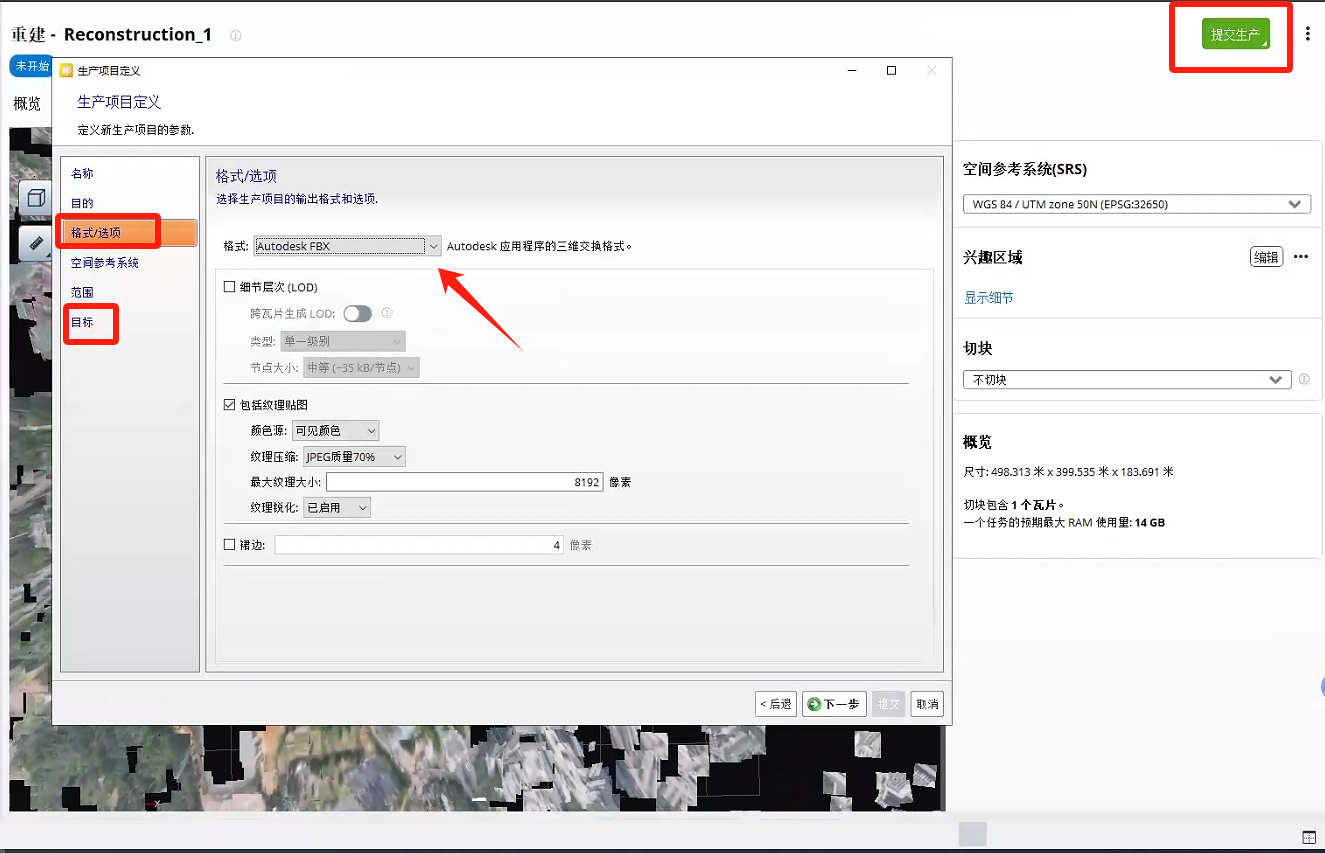 重建 - Reconstruction_1
提交生产
未开始
概览
生产项目定义
生产项目定义
定义新生产项目的参数.
名称
目的
格式/选项
空间参考系统
范围
目标
格式/选项
选择生产项目的输出格式和选项.
格式: Autodesk FBX Autodesk 应用程序的三维交换格式。
细节层次 (LOD)
跨瓦片生成 LOD:
类型: 单一级别
节点大小: 中等 (~35 kB/节点)
包括纹理贴图
颜色源: 可见颜色
纹理压缩: JPEG质量70%
最大纹理大小: 8192 像素
纹理锐化: 已启用
裙边: 4 像素
< 后退 下一步 提交 取消
空间参考系统(SRS)
WGS 84 / UTM zone 50N (EPSG:32650)
兴趣区域 编辑
显示细节
切块
不切块
概览
尺寸: 498.313 米 x 399.535 米 x 183.691 米
切块包含 1 个瓦片。
一个任务的预期最大 RAM 使用量: 14 GB